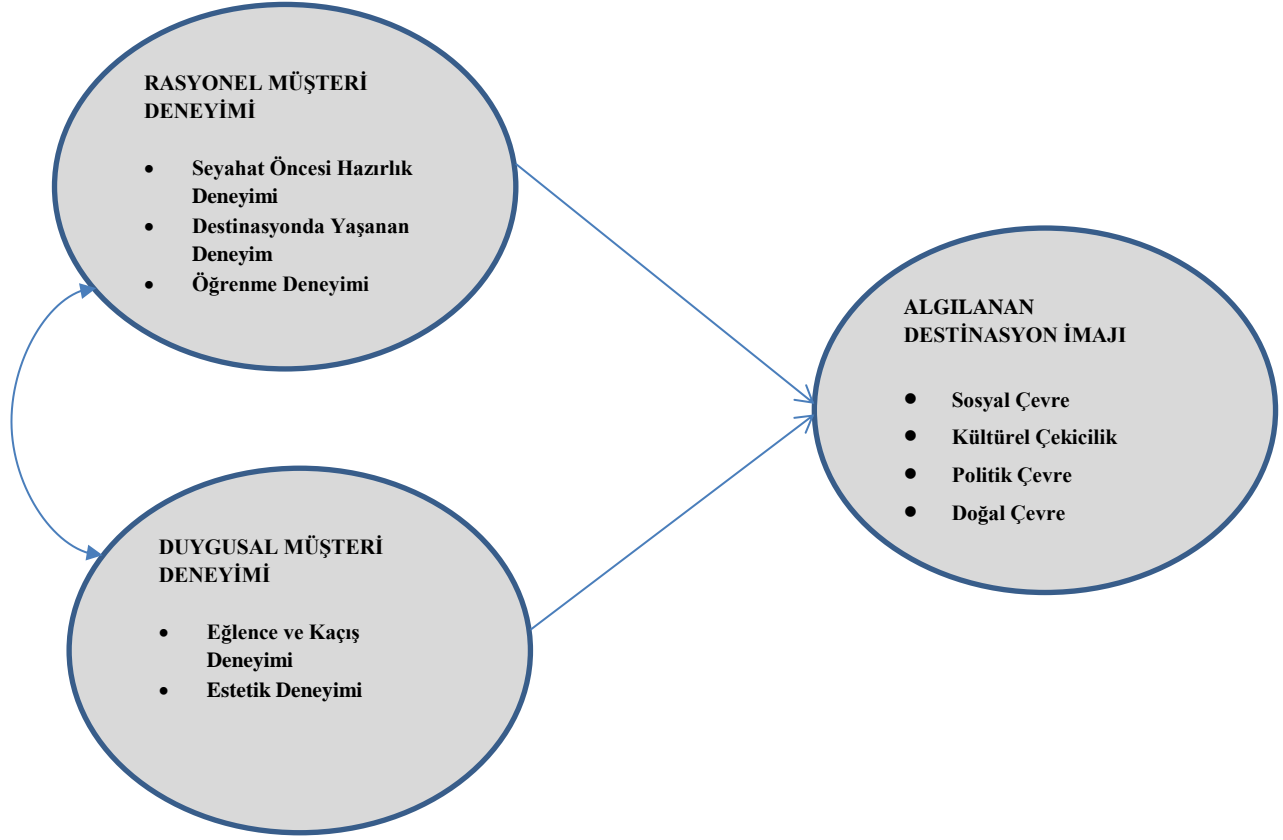 RASYONEL MÜŞTERİ
DENEYİMİ
• Seyahat Öncesi Hazırlık
Deneyimi
• Destinasyonda Yaşanan
Deneyim
• Öğrenme Deneyimi
DUYGUSAL MÜŞTERİ
DENEYİMİ
• Eğlence ve Kaçış
Deneyimi
• Estetik Deneyimi
ALGILANAN
DESTİNASYON İMAJI
• Sosyal Çevre
• Kültürel Çekicilik
• Politik Çevre
• Doğal Çevre